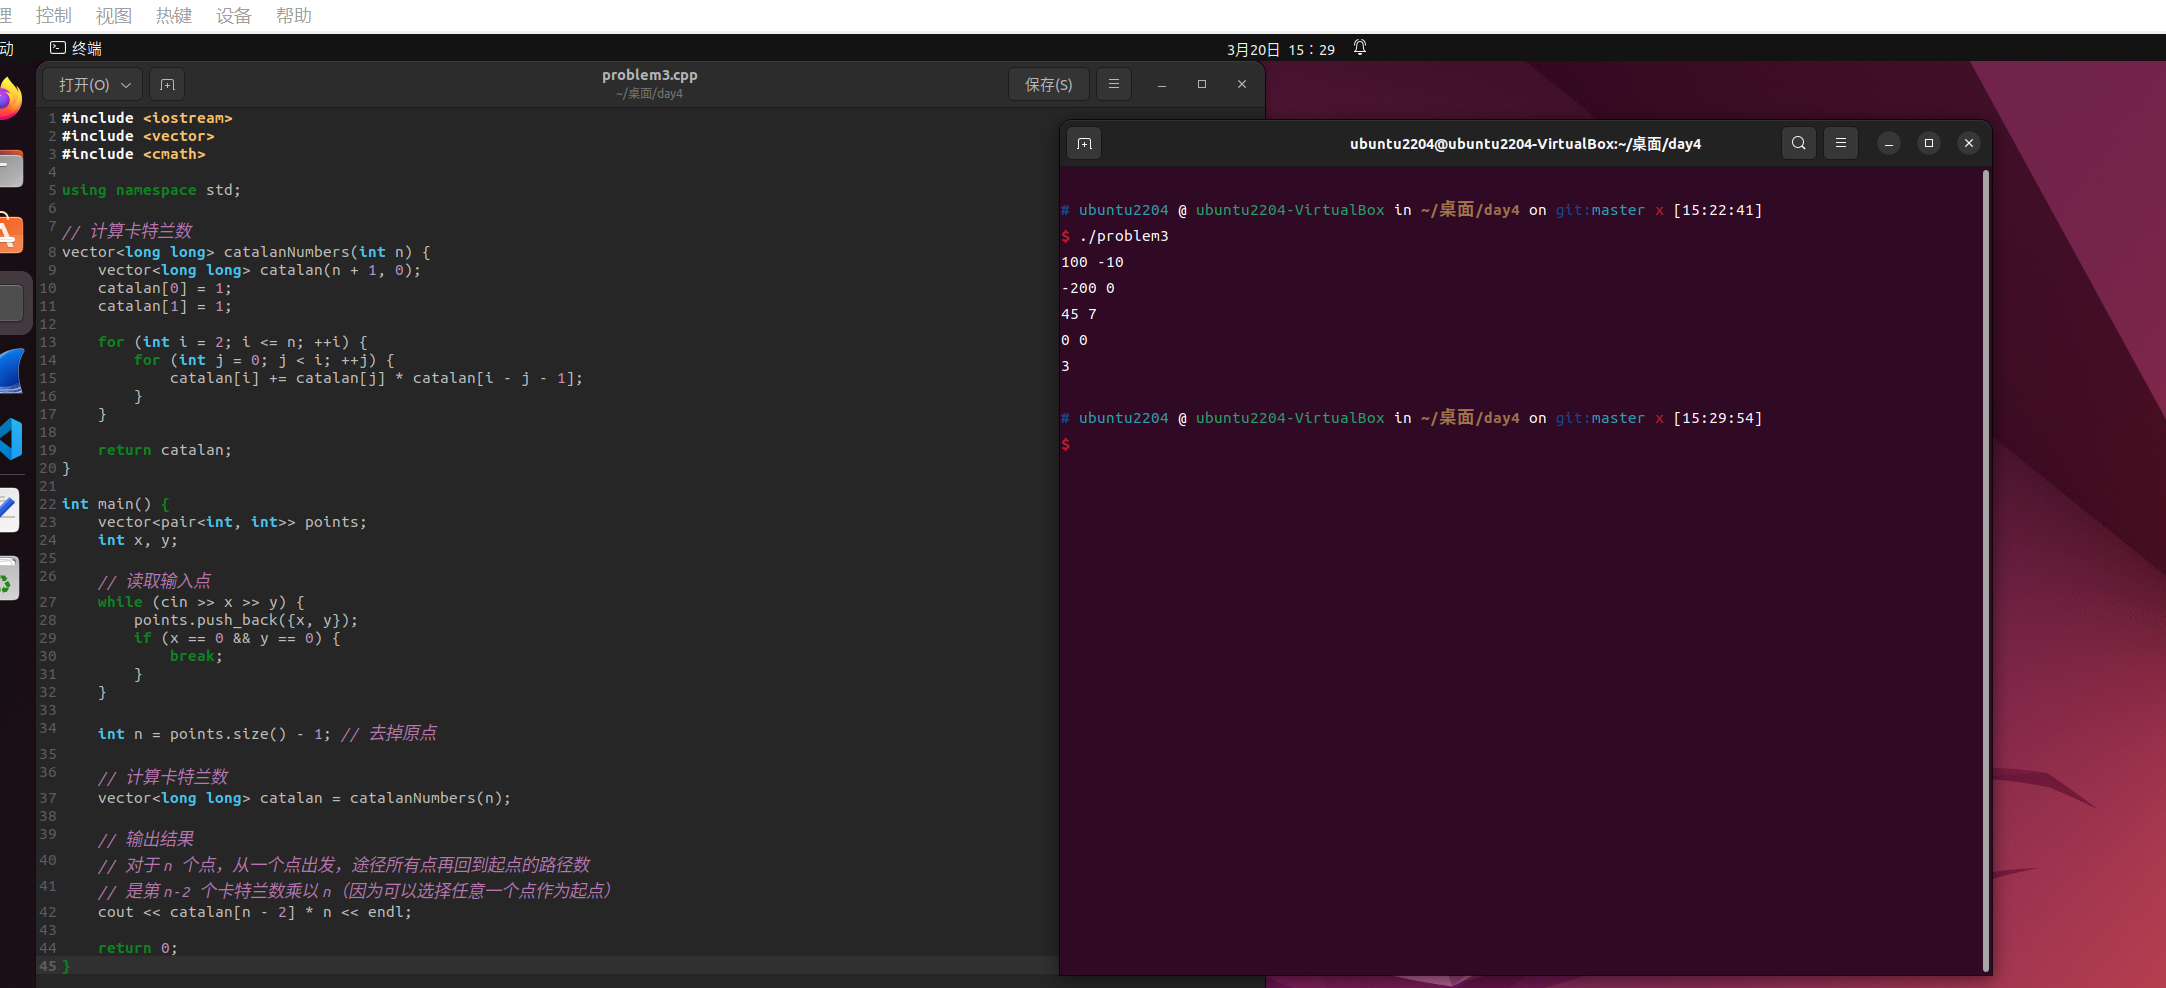 理 控制 视图 热键 设备 帮助
动 终端 3月20日 15：29
打开(O) problem3.cpp 保存(S)
~/桌面/day4
1 #include <iostream>
2 #include <vector>
3 #include <cmath>
4
5 using namespace std;
6
7 // 计算卡特兰数
8 vector<long long> catalanNumbers(int n) {
9     vector<long long> catalan(n + 1, 0);
10     catalan[0] = 1;
11     catalan[1] = 1;
12
13     for (int i = 2; i <= n; ++i) {
14         for (int j = 0; j < i; ++j) {
15             catalan[i] += catalan[j] * catalan[i - j - 1];
16         }
17     }
18
19     return catalan;
20 }
21
22 int main() {
23     vector<pair<int, int>> points;
24     int x, y;
25
26     // 读取输入点
27     while (cin >> x >> y) {
28         points.push_back({x, y});
29         if (x == 0 && y == 0) {
30             break;
31         }
32     }
33
34     int n = points.size() - 1; // 去掉原点
35
36     // 计算卡特兰数
37     vector<long long> catalan = catalanNumbers(n);
38
39     // 输出结果
40     // 对于 n 个点，从一个点出发，途径所有点再回到起点的路径数
41     // 是第 n-2 个卡特兰数乘以 n（因为可以选择任意一个点作为起点）
42     cout << catalan[n - 2] * n << endl;
43
44     return 0;
45 }
ubuntu2204@ubuntu2204-VirtualBox:~/桌面/day4
# ubuntu2204 @ ubuntu2204-VirtualBox in ~/桌面/day4 on git:master x [15:22:41]
$ ./problem3
100 -10
-200 0
45 7
0 0
3
# ubuntu2204 @ ubuntu2204-VirtualBox in ~/桌面/day4 on git:master x [15:29:54]
$